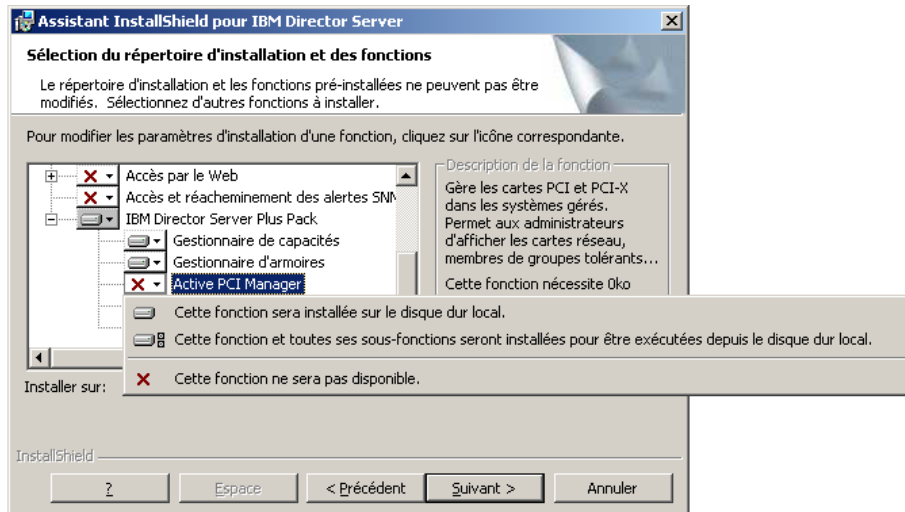 Assistant InstallShield pour IBM Director Server
Sélection du répertoire d'installation et des fonctions
Le répertoire d'installation et les fonctions pré-installées ne peuvent pas être
modifiés. Sélectionnez d'autres fonctions à installer.
Pour modifier les paramètres d'installation d'une fonction, cliquez sur l'icône correspondante.
Accès par le Web
Accès et réacheminement des alertes SNM
IBM Director Server Plus Pack
Gestionnaire de capacités
Gestionnaire d'armoires
Active PCI Manager
Description de la fonction
Gère les cartes PCI et PCI-X
dans les systèmes gérés.
Permet aux administrateurs
d'afficher les cartes réseau,
membres de groupes tolérants...
Cette fonction nécessite 0ko
Cette fonction sera installée sur le disque dur local.
Cette fonction et toutes ses sous-fonctions seront installées pour être exécutées depuis le disque dur local.
Cette fonction ne sera pas disponible.
Installer sur:
InstallShield
?
Espace
< Précédent
Suivant >
Annuler